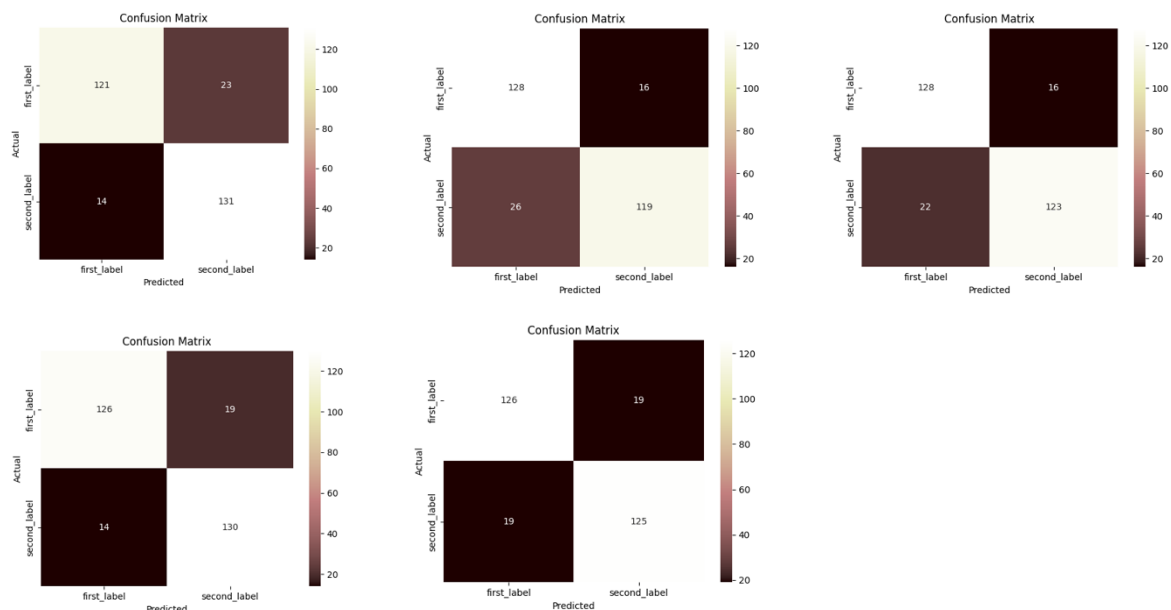 Confusion Matrix
first_label
121
23
120
100
80
60
40
20
Actual
second_label
14
131
first_label
second_label
Predicted
Confusion Matrix
first_label
128
16
120
100
80
60
40
20
Actual
second_label
26
119
first_label
second_label
Predicted
Confusion Matrix
first_label
128
16
120
100
80
60
40
20
Actual
second_label
22
123
first_label
second_label
Predicted
Confusion Matrix
first_label
126
19
120
100
80
60
40
20
Actual
second_label
14
130
first_label
second_label
Predicted
Confusion Matrix
first_label
126
19
120
100
80
60
40
20
Actual
second_label
19
125
first_label
second_label
Predicted